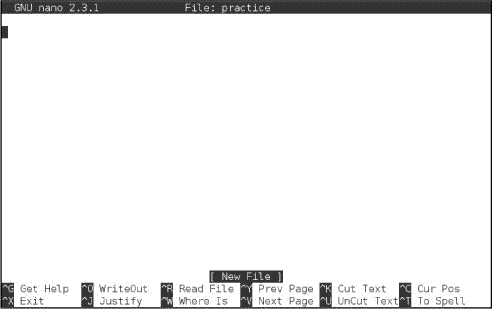 GNU nano 2.3.1 File: practice
[ New File ]
^G Get Help ^O WriteOut ^R Read File ^Y Prev Page ^K Cut Text ^C Cur Pos
^X Exit ^J Justify ^W Where Is ^V Next Page ^U UnCut Text ^T To Spell